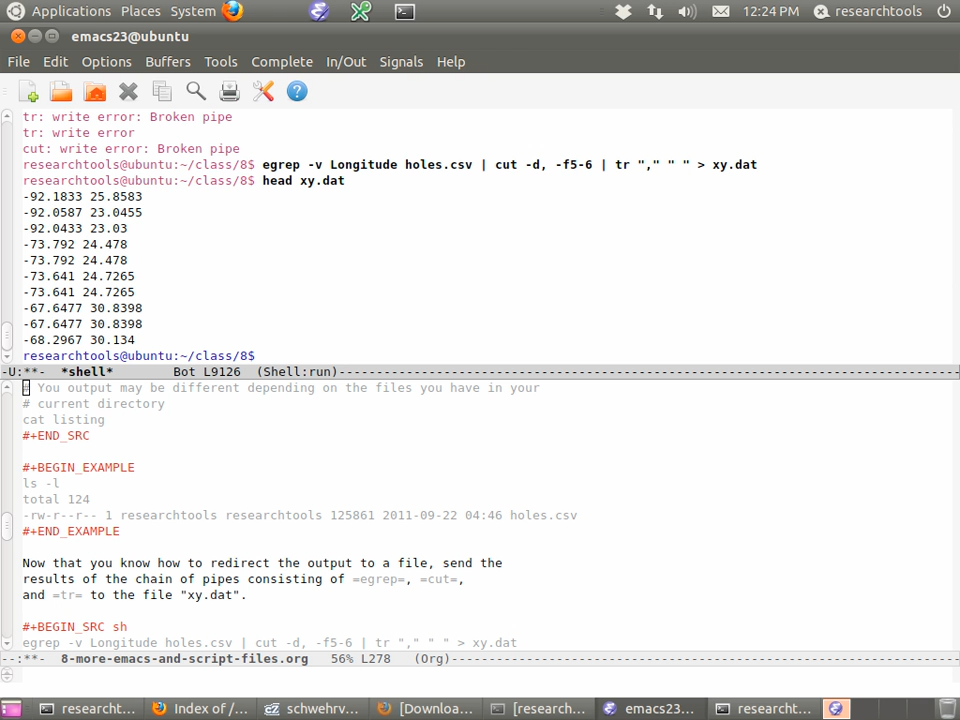 Applications Places System 12:24 PM researchtools
emacs23@ubuntu
File Edit Options Buffers Tools Complete In/Out Signals Help
tr: write error: Broken pipe
tr: write error
cut: write error: Broken pipe
researchtools@ubuntu:~/class/8$ egrep -v Longitude holes.csv | cut -d, -f5-6 | tr "," " " > xy.dat
researchtools@ubuntu:~/class/8$ head xy.dat
-92.1833 25.8583
-92.0587 23.0455
-92.0433 23.03
-73.792 24.478
-73.792 24.478
-73.641 24.7265
-73.641 24.7265
-67.6477 30.8398
-67.6477 30.8398
-68.2967 30.134
researchtools@ubuntu:~/class/8$
-U:**- *shell* Bot L9126 (Shell:run)----------------------------------------------------------------------------------
# You output may be different depending on the files you have in your
# current directory
cat listing
#+END_SRC
#+BEGIN_EXAMPLE
ls -l
total 124
-rw-r--r-- 1 researchtools researchtools 125861 2011-09-22 04:46 holes.csv
#+END_EXAMPLE
Now that you know how to redirect the output to a file, send the
results of the chain of pipes consisting of =egrep=, =cut=,
and =tr= to the file "xy.dat".
#+BEGIN_SRC sh
egrep -v Longitude holes.csv | cut -d, -f5-6 | tr "," " " > xy.dat
--:**- 8-more-emacs-and-script-files.org 56% L278 (Org)--------------------------------------------------------------------
researcht... Index of /... schwehrv... [Downloa... [research... emacs23... researcht...